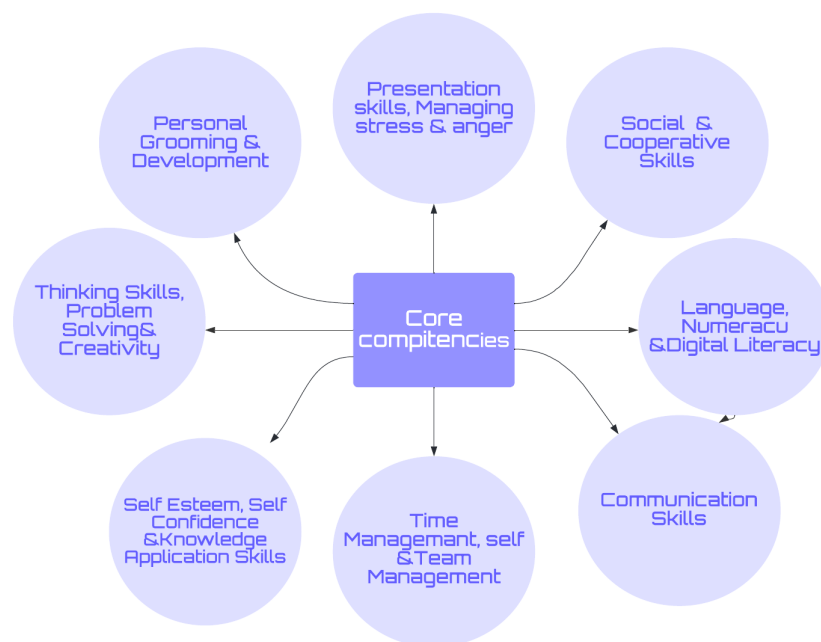 Presentation
skills, Managing
stress & anger
Personal
Grooming &
Development
Social &
Cooperative
Skills
Thinking Skills,
Problem
Solving&
Creativity
Core
compitencies
Language,
Numeracu
&Digital Literacy
Self Esteem, Self
Confidence
&Knowledge
Application Skills
Time
Managemant, self
&Team
Management
Communication
Skills